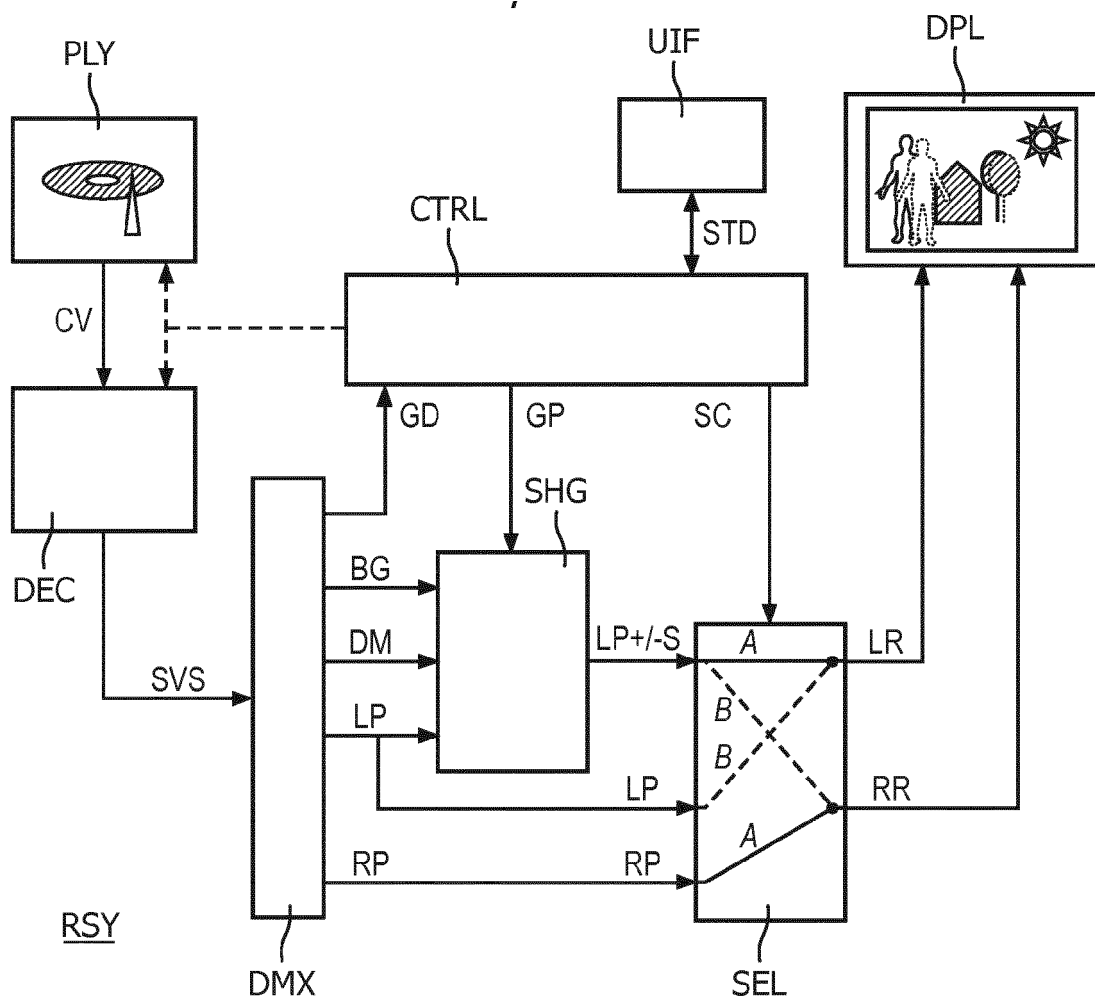 PLY
UIF
DPL
CTRL
STD
CV
GD
GP
SC
SHG
DEC
BG
DM
LP
SVS
LP+/-S
A
LR
B
B
LP
RR
A
RP
RP
RSY
DMX
SEL